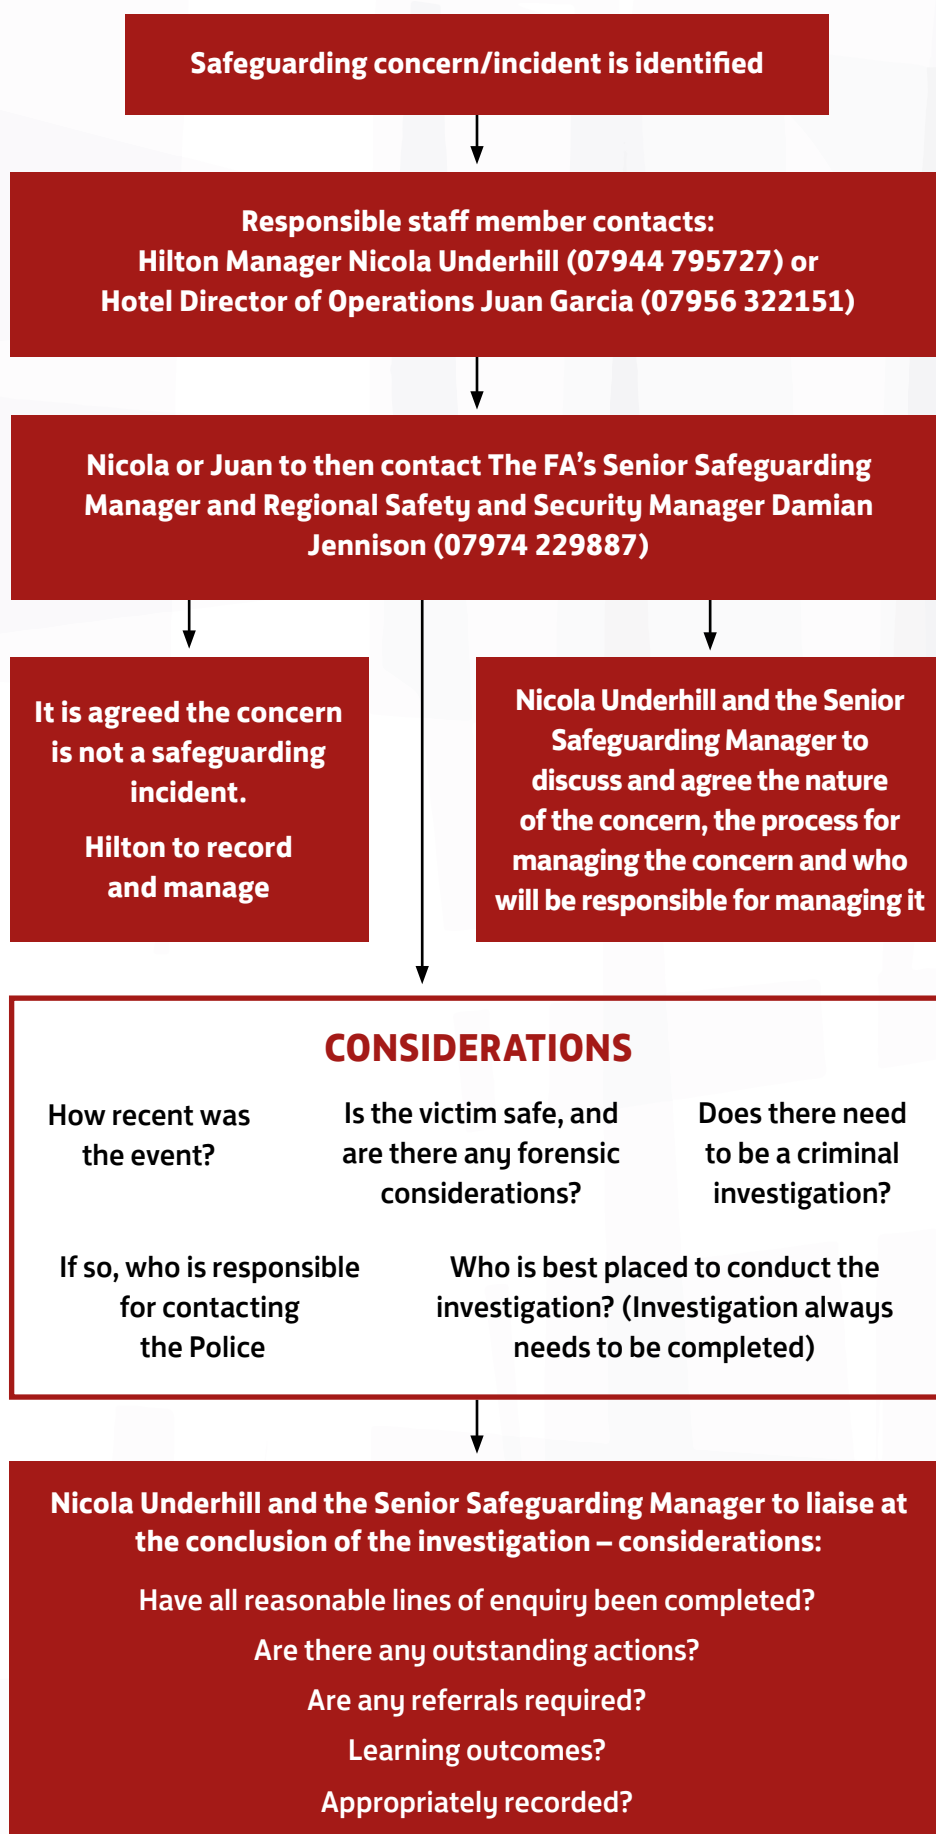 Safeguarding concern/incident is identified
Responsible staff member contacts:
Hilton Manager Nicola Underhill (07944 795727) or
Hotel Director of Operations Juan Garcia (07956 322151)
Nicola or Juan to then contact The FA's Senior Safeguarding
Manager and Regional Safety and Security Manager Damian
Jennison (07974 229887)
It is agreed the concern
is not a safeguarding
incident.
Hilton to record
and manage
Nicola Underhill and the Senior
Safeguarding Manager to
discuss and agree the nature
of the concern, the process for
managing the concern and who
will be responsible for managing it
CONSIDERATIONS
How recent was
the event?
Is the victim safe, and
are there any forensic
considerations?
Does there need
to be a criminal
investigation?
If so, who is responsible
for contacting
the Police
Who is best placed to conduct the
investigation? (Investigation always
needs to be completed)
Nicola Underhill and the Senior Safeguarding Manager to liaise at
the conclusion of the investigation – considerations:
Have all reasonable lines of enquiry been completed?
Are there any outstanding actions?
Are any referrals required?
Learning outcomes?
Appropriately recorded?